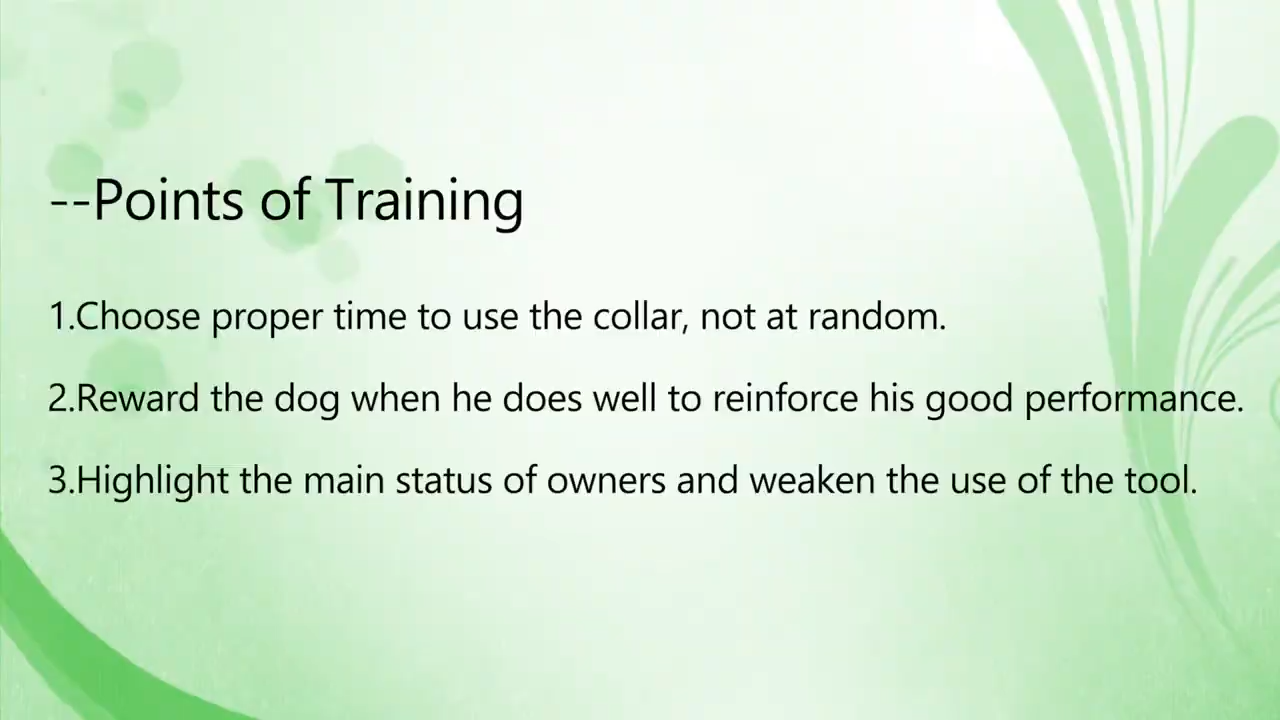 --Points of Training
1.Choose proper time to use the collar, not at random.
2.Reward the dog when he does well to reinforce his good performance.
3.Highlight the main status of owners and weaken the use of the tool.